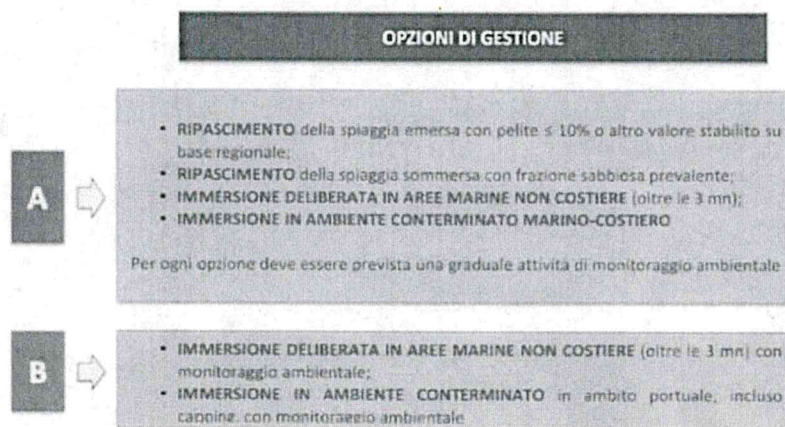 OPZIONI DI GESTIONE
A
• RIPASCIMENTO della spiaggia emersa con pelite ≤ 10% o altro valore stabilito su
base regionale;
• RIPASCIMENTO della spiaggia sommersa con frazione sabbiosa prevalente;
• IMMERSIONE DELIBERATA IN AREE MARINE NON COSTIERE (oltre le 3 mn);
• IMMERSIONE IN AMBIENTE CONTERMINATO MARINO-COSTIERO
Per ogni opzione deve essere prevista una graduale attività di monitoraggio ambientale
B
• IMMERSIONE DELIBERATA IN AREE MARINE NON COSTIERE (oltre le 3 mn) con
monitoraggio ambientale;
• IMMERSIONE IN AMBIENTE CONTERMINATO in ambito portuale, incluso
capping, con monitoraggio ambientale